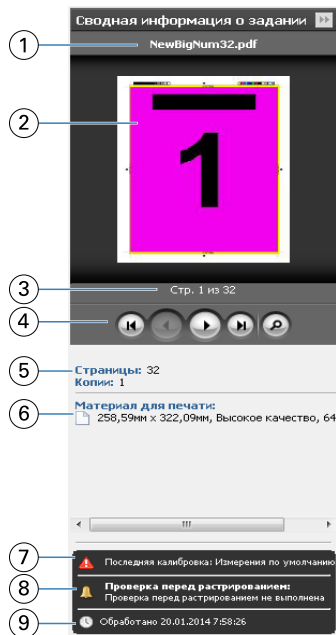 Сводная информация о задании
1 NewBigNum32.pdf
2
1
3 Стр. 1 из 32
4
5 Страницы: 32
Копии: 1
6 Материал для печати:
258,59мм x 322,09мм, Высокое качество, 64
7 Последняя калибровка: Измерения по умолчанию
8 Проверка перед растрированием:
Проверка перед растрированием не выполнена
9 Обработано 20.01.2014 7:58:26